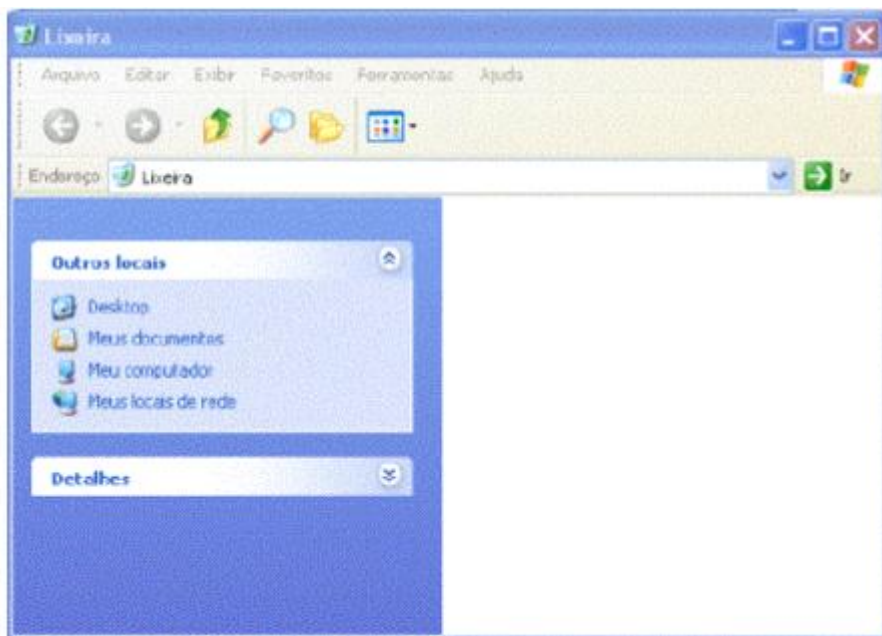 Lixeira
Arquivo Editar Exibir Favoritos Ferramentas Ajuda
Endereço Lixeira Ir
Outros locais
Desktop
Meus documentos
Meu computador
Meus locais de rede
Detalhes